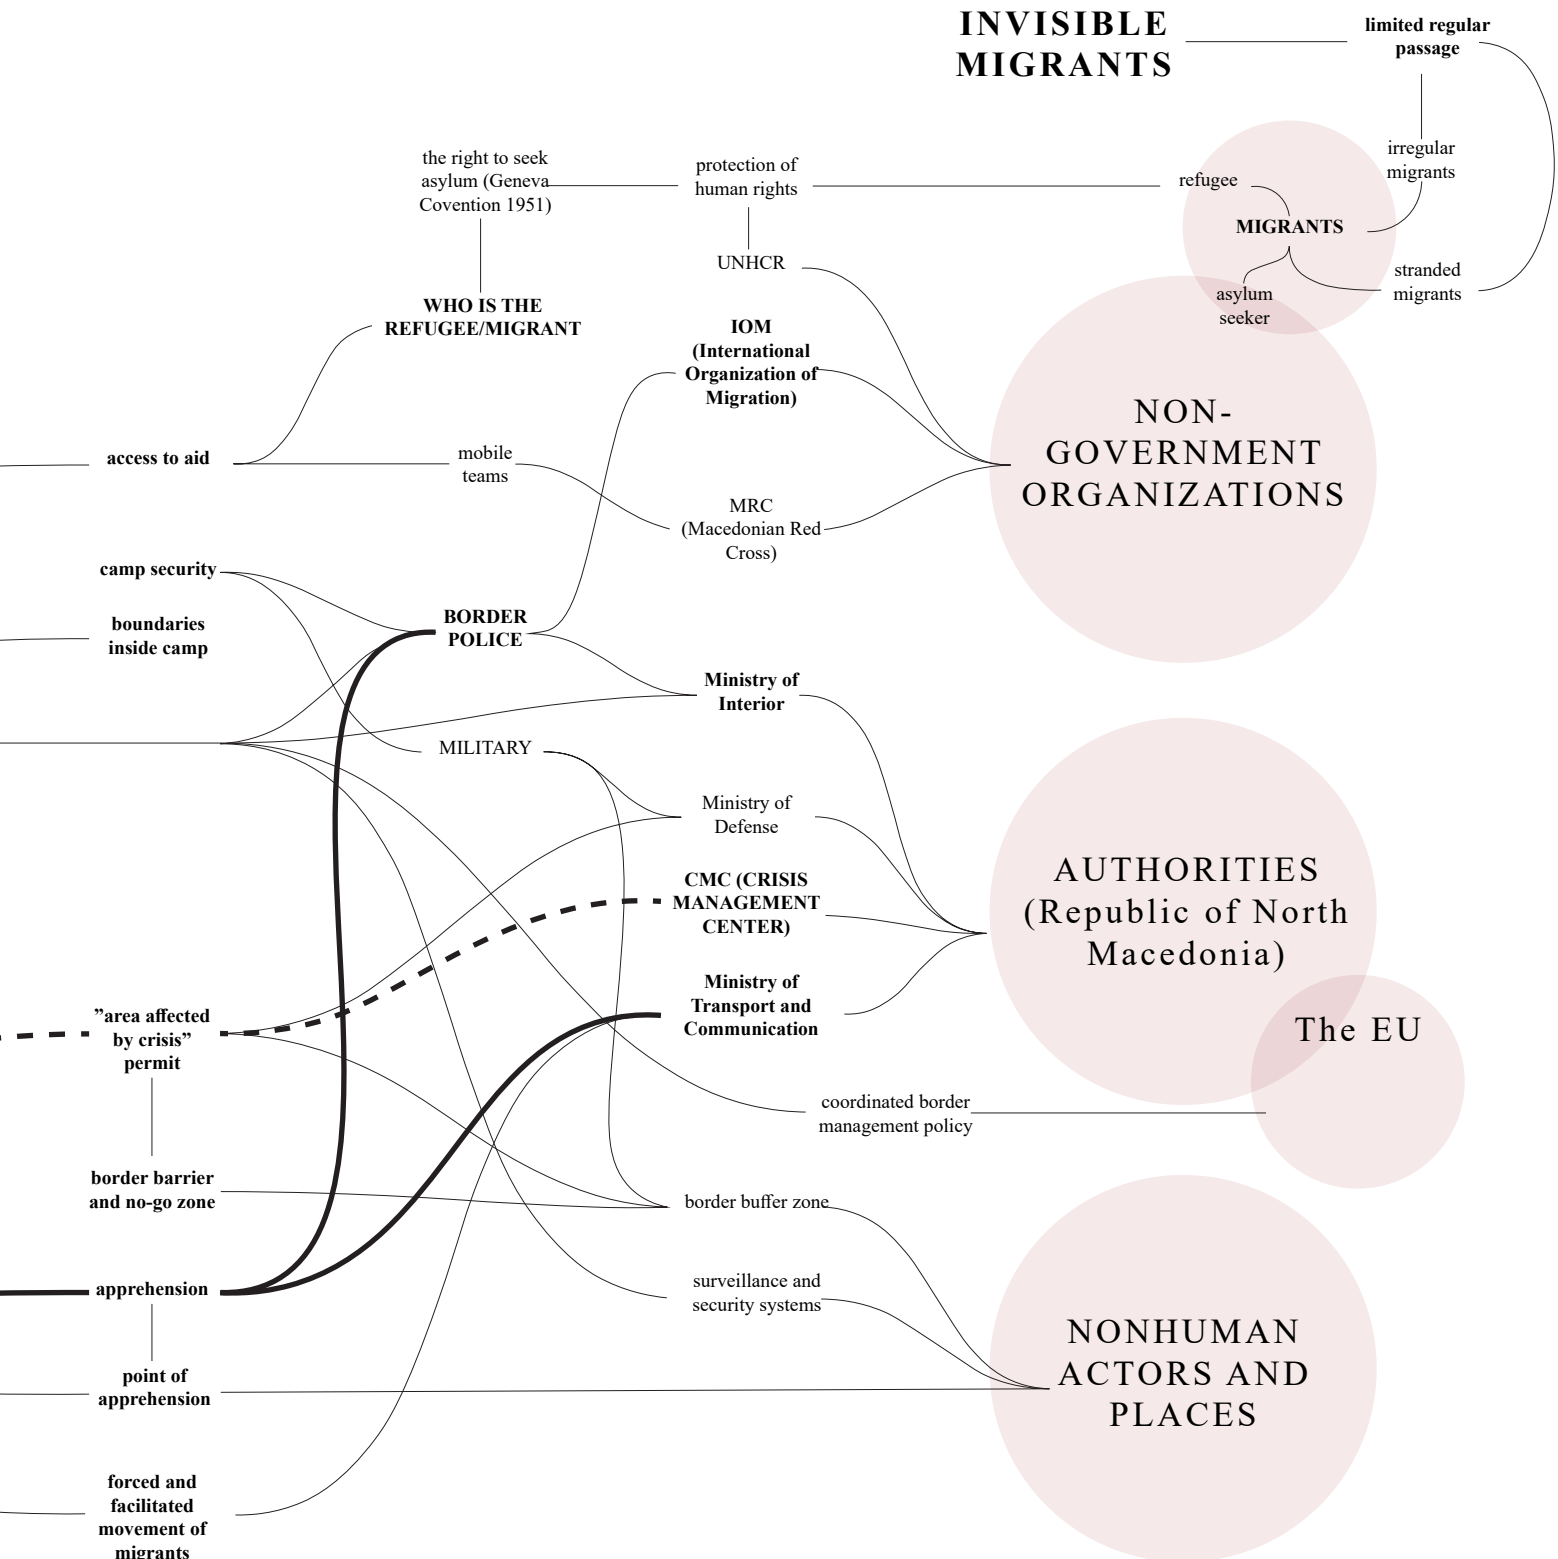 INVISIBLE
MIGRANTS
limited regular
passage
irregular
migrants
refugee
MIGRANTS
stranded
migrants
asylum
seeker
the right to seek
asylum (Geneva
Covention 1951)
protection of
human rights
UNHCR
WHO IS THE
REFUGEE/MIGRANT
IOM
(International
Organization of
Migration)
NON-
GOVERNMENT
ORGANIZATIONS
access to aid
mobile
teams
MRC
(Macedonian Red
Cross)
camp security
boundaries
inside camp
BORDER
POLICE
Ministry of
Interior
MILITARY
Ministry of
Defense
CMC (CRISIS
MANAGEMENT
CENTER)
AUTHORITIES
(Republic of North
Macedonia)
Ministry of
Transport and
Communication
The EU
”area affected
by crisis”
permit
coordinated border
management policy
border barrier
and no-go zone
border buffer zone
apprehension
surveillance and
security systems
NONHUMAN
ACTORS AND
PLACES
point of
apprehension
forced and
facilitated
movement of
migrants